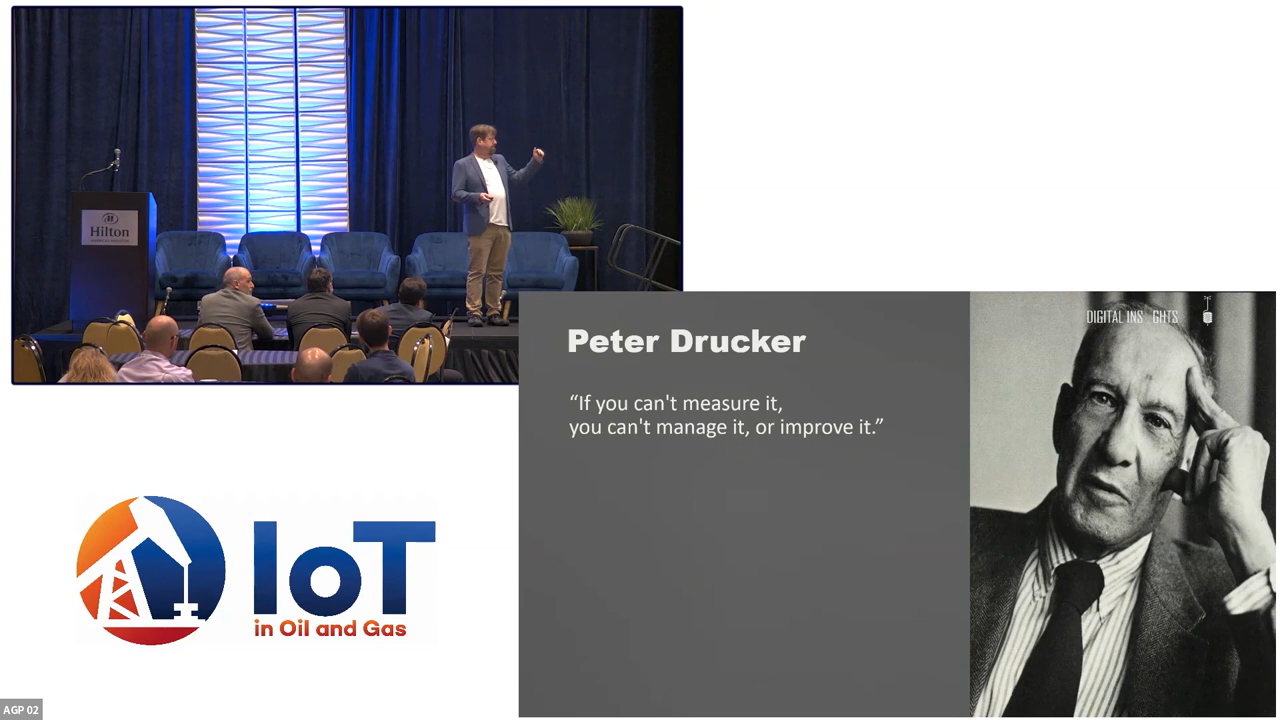 Hilton
Peter Drucker
“If you can't measure it,
you can't manage it, or improve it.”
DIGITAL INS GHTS
IoT
in Oil and Gas
AGP 02